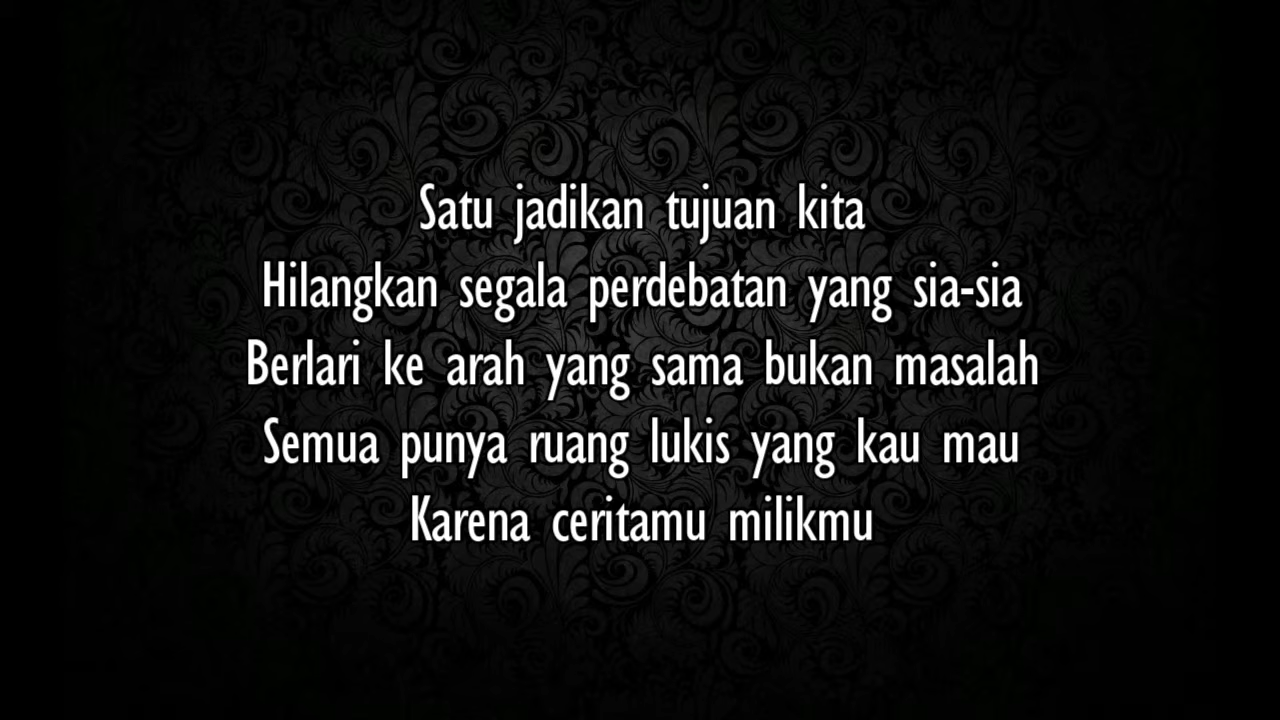 Satu jadikan tujuan kita
Hilangkan segala perdebatan yang sia-sia
Berlari ke arah yang sama bukan masalah
Semua punya ruang lukis yang kau mau
Karena ceritamu milikmu